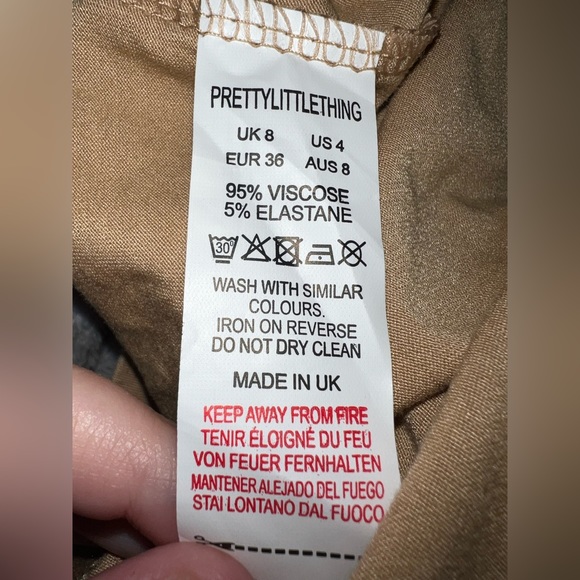 PRETTYLITTLETHING
UK 8 US 4
EUR 36 AUS 8
95% VISCOSE
5% ELASTANE
30°
WASH WITH SIMILAR
COLOURS.
IRON ON REVERSE
DO NOT DRY CLEAN
MADE IN UK
KEEP AWAY FROM FIRE
TENIR ÉLOIGNÉ DU FEU
VON FEUER FERNHALTEN
MANTENER ALEJADO DEL FUEGO
STAI LONTANO DAL FUOCO